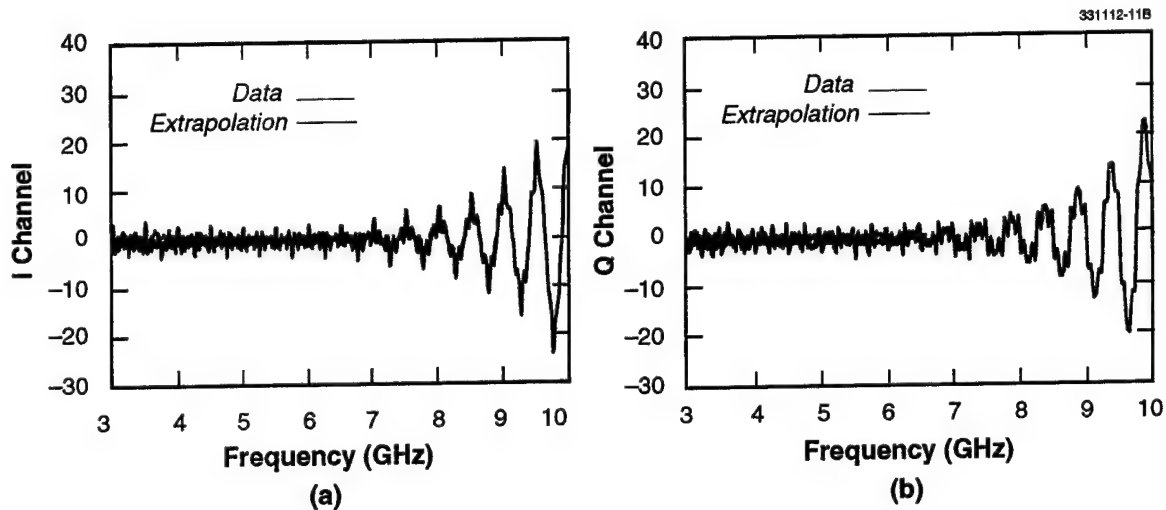 331112-11B
40
30
20
10
0
–10
–20
–30
I Channel
Data
Extrapolation
3 4 5 6 7 8 9 10
Frequency (GHz)
(a)
40
30
20
10
0
–10
–20
–30
Q Channel
Data
Extrapolation
3 4 5 6 7 8 9 10
Frequency (GHz)
(b)